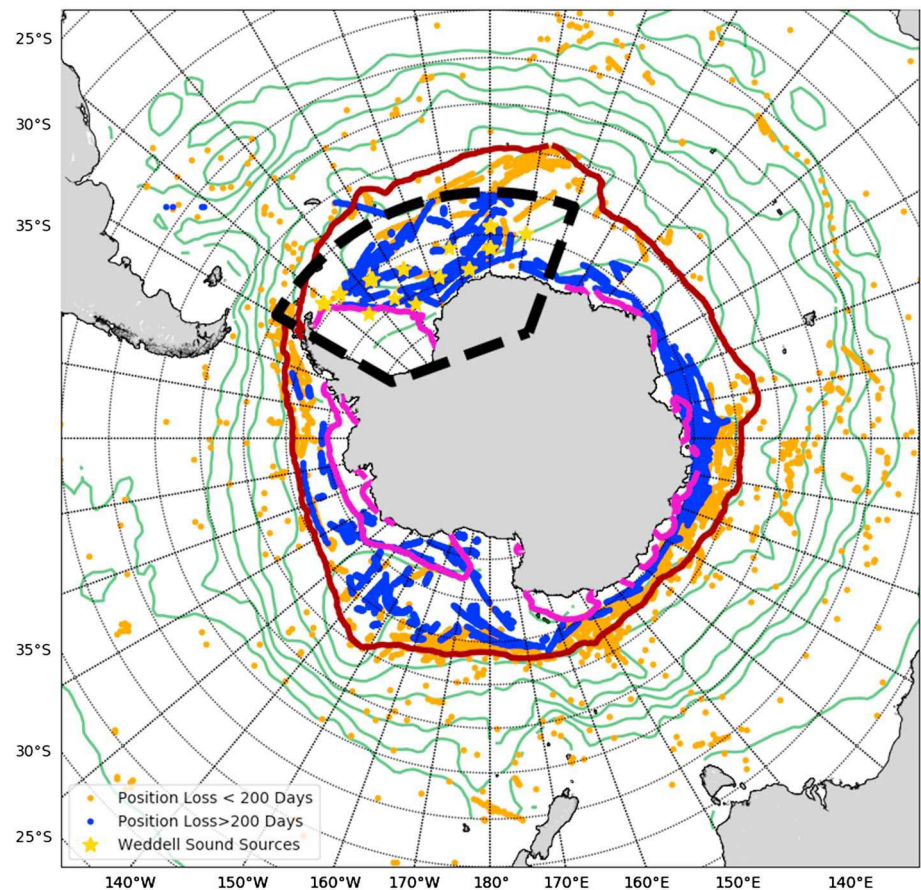 25°S
30°S
35°S
35°S
30°S
25°S
Position Loss < 200 Days
Position Loss>200 Days
Weddell Sound Sources
140°W 150°W 160°W 170°W 180° 170°E 160°E 150°E 140°E